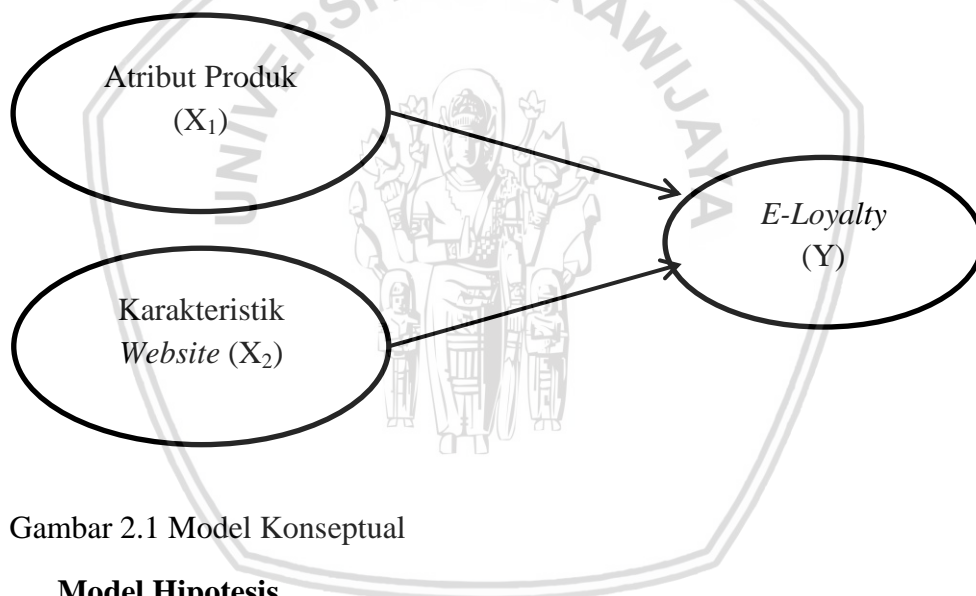 Atribut Produk
(X₁)
E-Loyalty
(Y)
Karakteristik
Website (X₂)
Gambar 2.1 Model Konseptual
Model Hipotesis